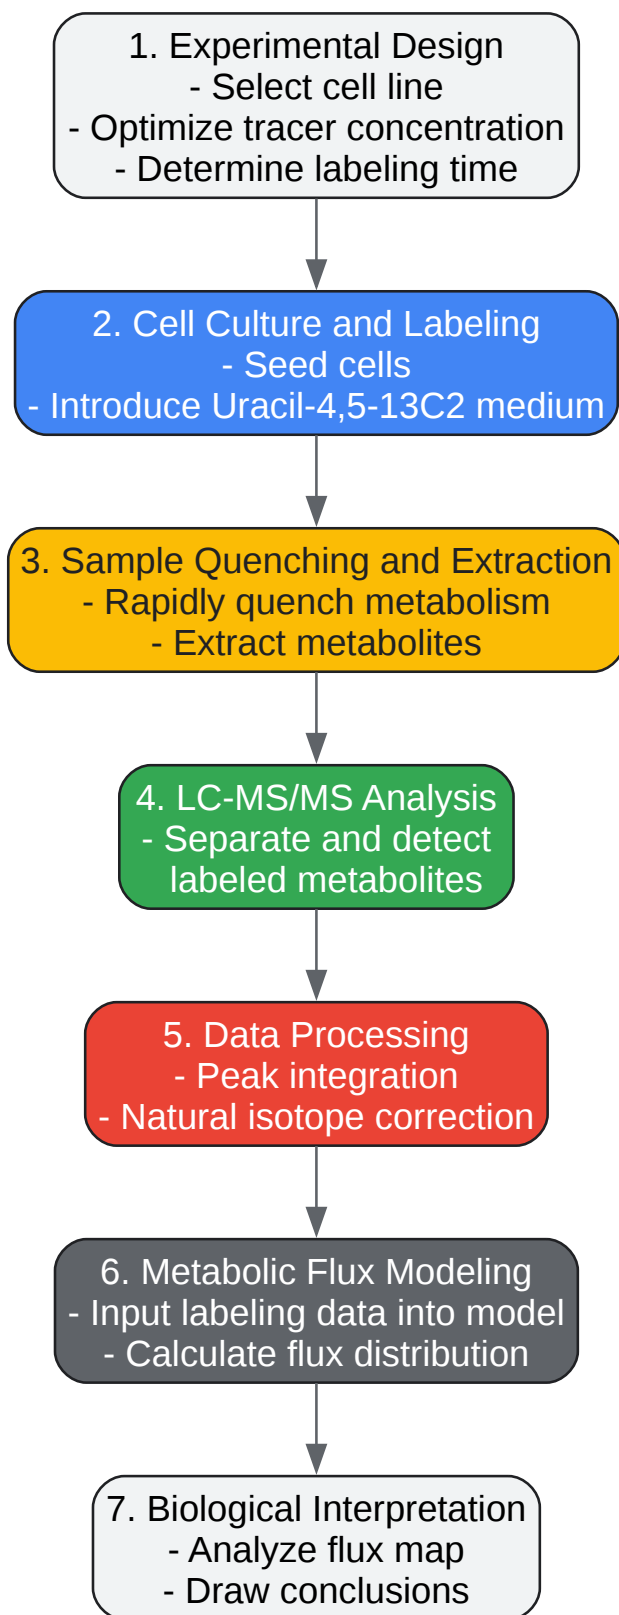 1. Experimental Design
- Select cell line
- Optimize tracer concentration
- Determine labeling time
2. Cell Culture and Labeling
- Seed cells
- Introduce Uracil-4,5-13C2 medium
3. Sample Quenching and Extraction
- Rapidly quench metabolism
- Extract metabolites
4. LC-MS/MS Analysis
- Separate and detect
labeled metabolites
5. Data Processing
- Peak integration
- Natural isotope correction
6. Metabolic Flux Modeling
- Input labeling data into model
- Calculate flux distribution
7. Biological Interpretation
- Analyze flux map
- Draw conclusions